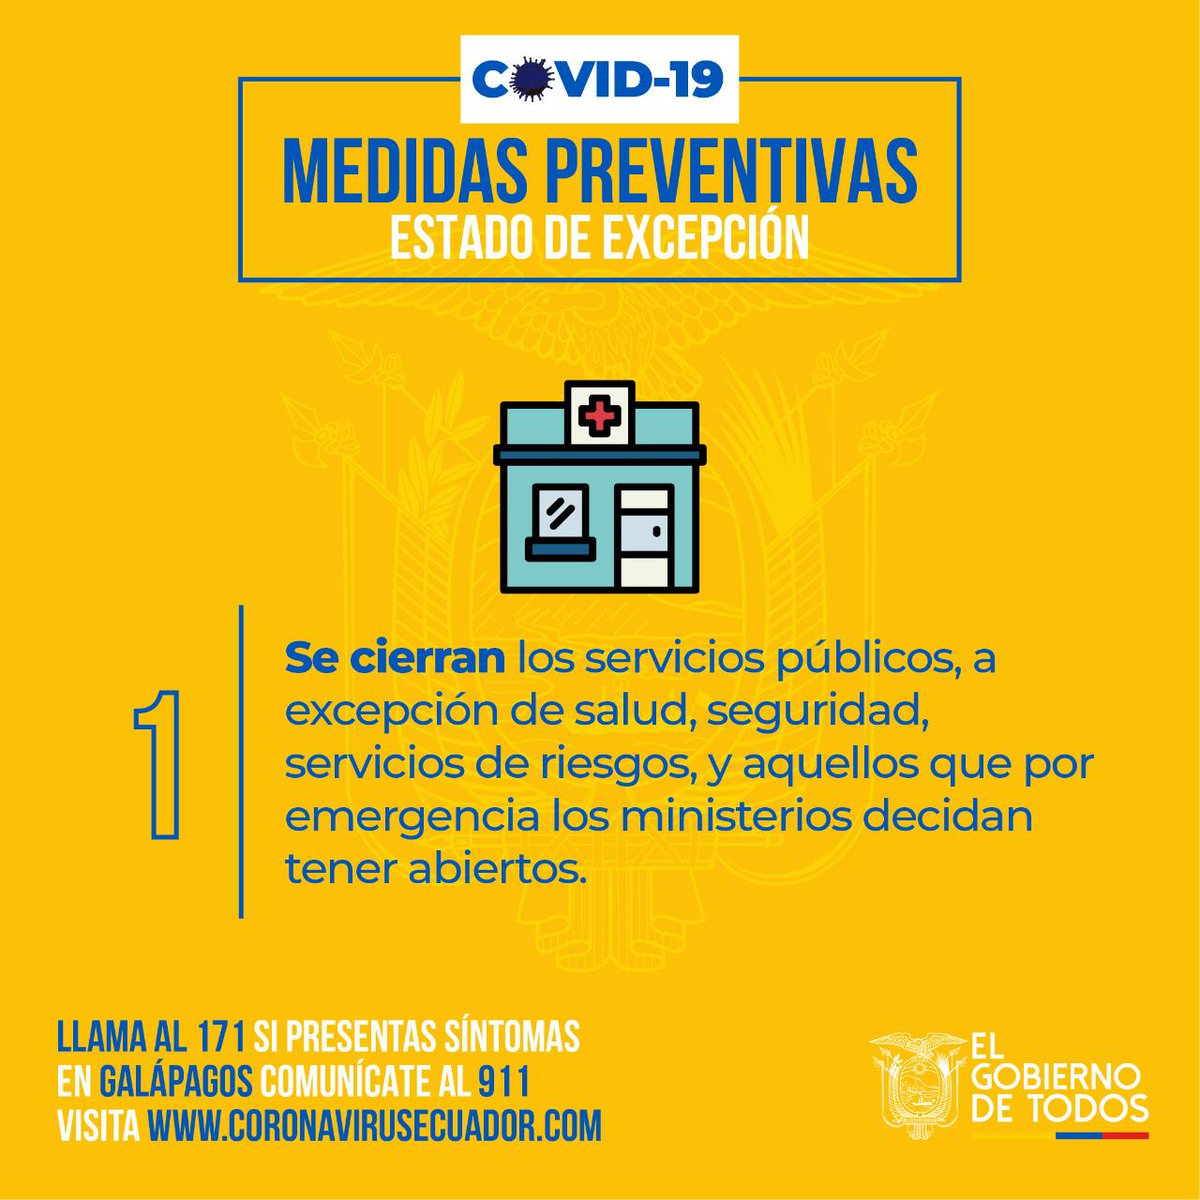 COVID-19
MEDIDAS PREVENTIVAS
ESTADO DE EXCEPCIÓN
1
Se cierran los servicios públicos, a
excepción de salud, seguridad,
servicios de riesgos, y aquellos que por
emergencia los ministerios decidan
tener abiertos.
LLAMA AL 171 SI PRESENTAS SÍNTOMAS
EN GALÁPAGOS COMUNÍCATE AL 911
VISITA WWW.CORONAVIRUSECUADOR.COM
EL
GOBIERNO
DE TODOS